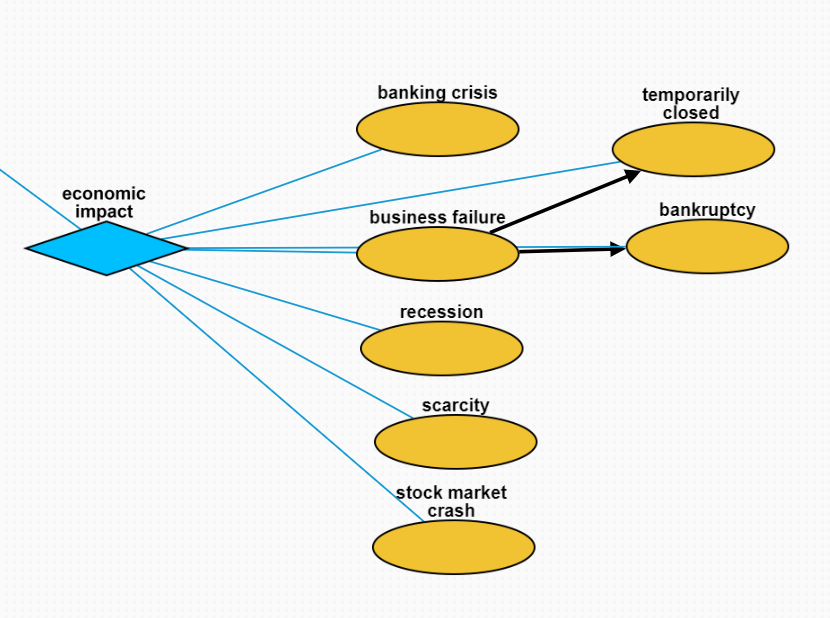 banking crisis
temporarily
closed
economic
impact
business failure
bankruptcy
recession
scarcity
stock market
crash